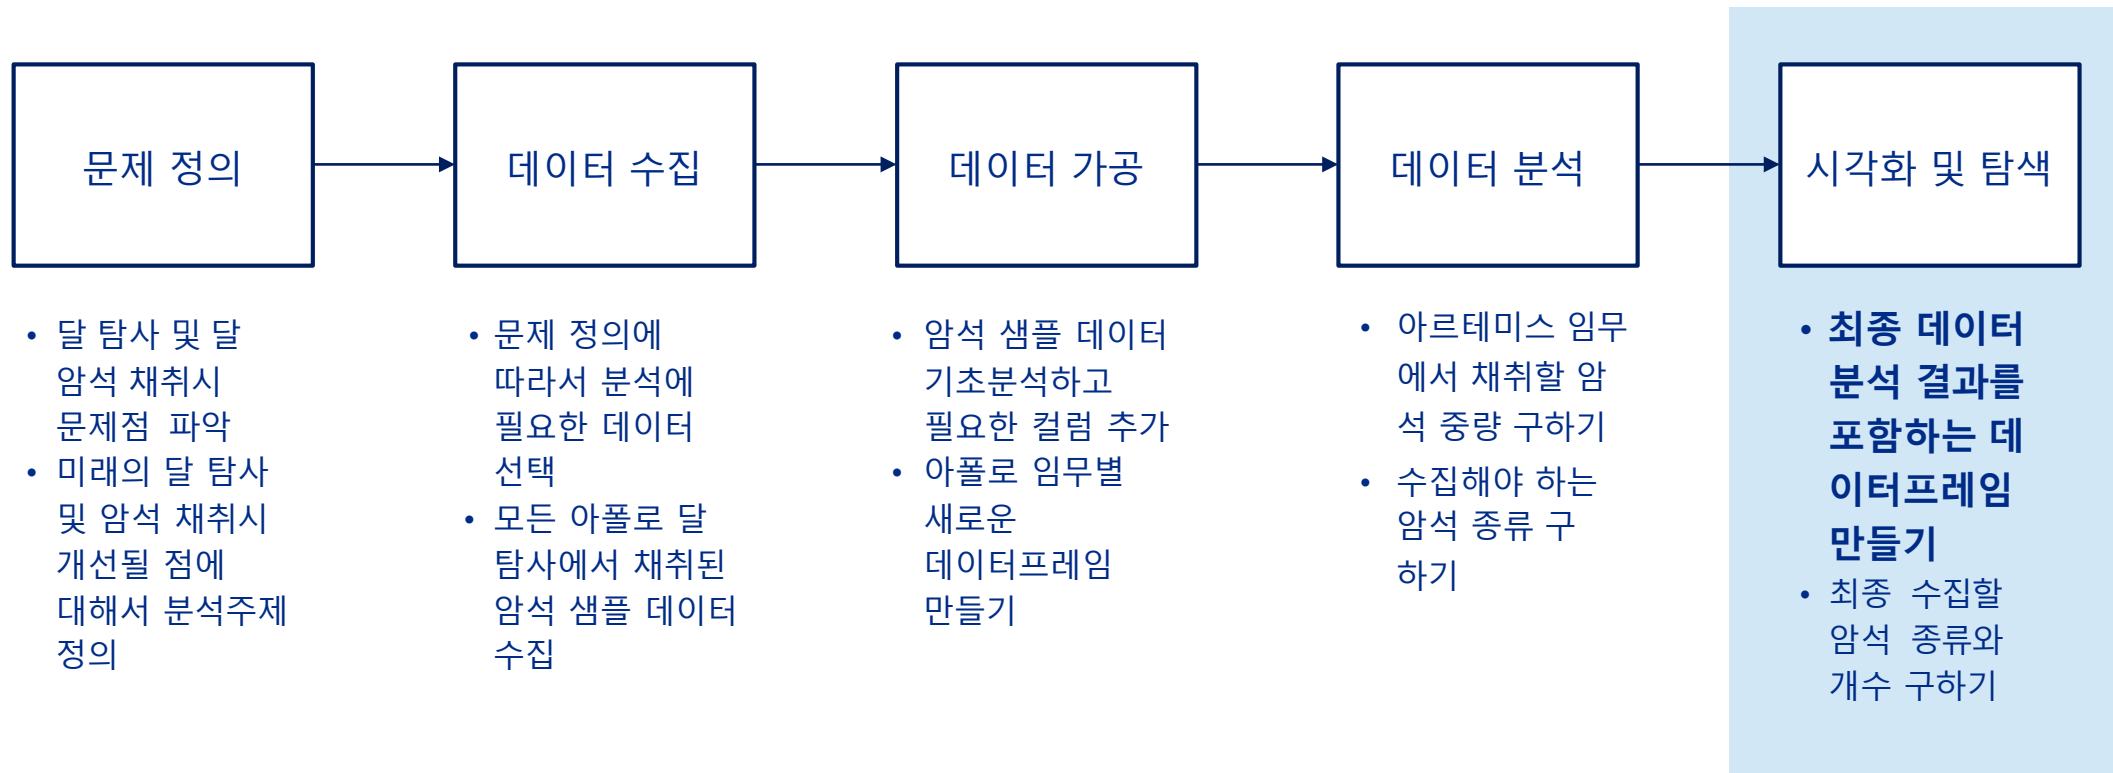 문제 정의
데이터 수집
데이터 가공
데이터 분석
시각화 및 탐색
• 달 탐사 및 달
암석 채취시
문제점 파악
• 미래의 달 탐사
및 암석 채취시
개선될 점에
대해서 분석주제
정의
• 문제 정의에
따라서 분석에
필요한 데이터
선택
• 모든 아폴로 달
탐사에서 채취된
암석 샘플 데이터
수집
• 암석 샘플 데이터
기초분석하고
필요한 컬럼 추가
• 아폴로 임무별
새로운
데이터프레임
만들기
• 아르테미스 임무
에서 채취할 암
석 중량 구하기
• 수집해야 하는
암석 종류 구
하기
• 최종 데이터
분석 결과를
포함하는 데
이터프레임
만들기
• 최종 수집할
암석 종류와
개수 구하기